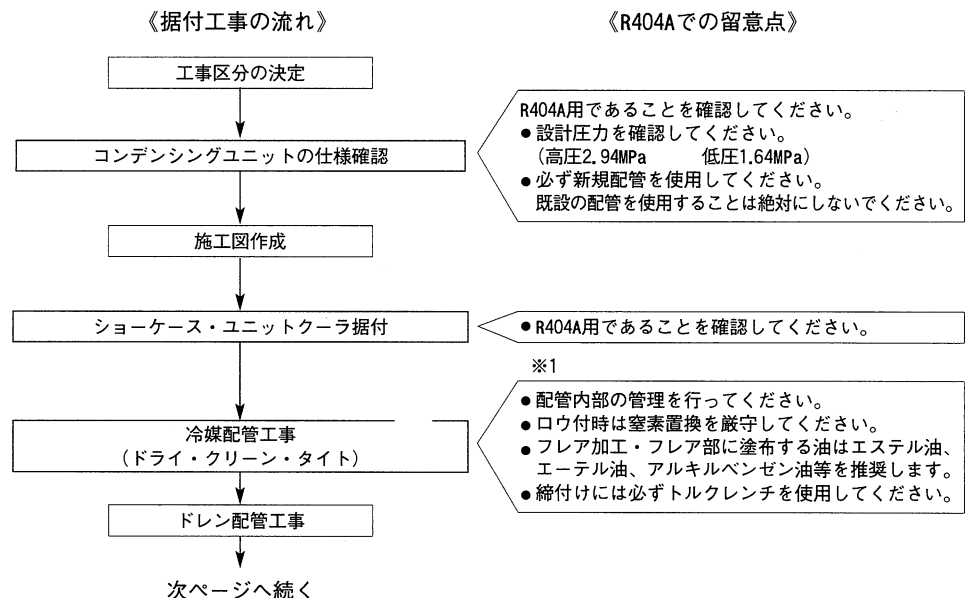 《据付工事の流れ》
《R404Aでの留意点》
工事区分の決定
R404A用であることを確認してください。
●設計圧力を確認してください。
(高圧2.94MPa 低圧1.64MPa)
●必ず新規配管を使用してください。
既設の配管を使用することは絶対にしないでください。
コンデンシングユニットの仕様確認
施工図作成
ショーケース・ユニットクーラ据付
●R404A用であることを確認してください。
※1
●配管内部の管理を行ってください。
●ロウ付時は窒素置換を厳守してください。
●フレア加工・フレア部に塗布する油はエステル油、
エーテル油、アルキルベンゼン油等を推奨します。
●締付けには必ずトルクレンチを使用してください。
冷媒配管工事
(ドライ・クリーン・タイト)
ドレン配管工事
次ページへ続く